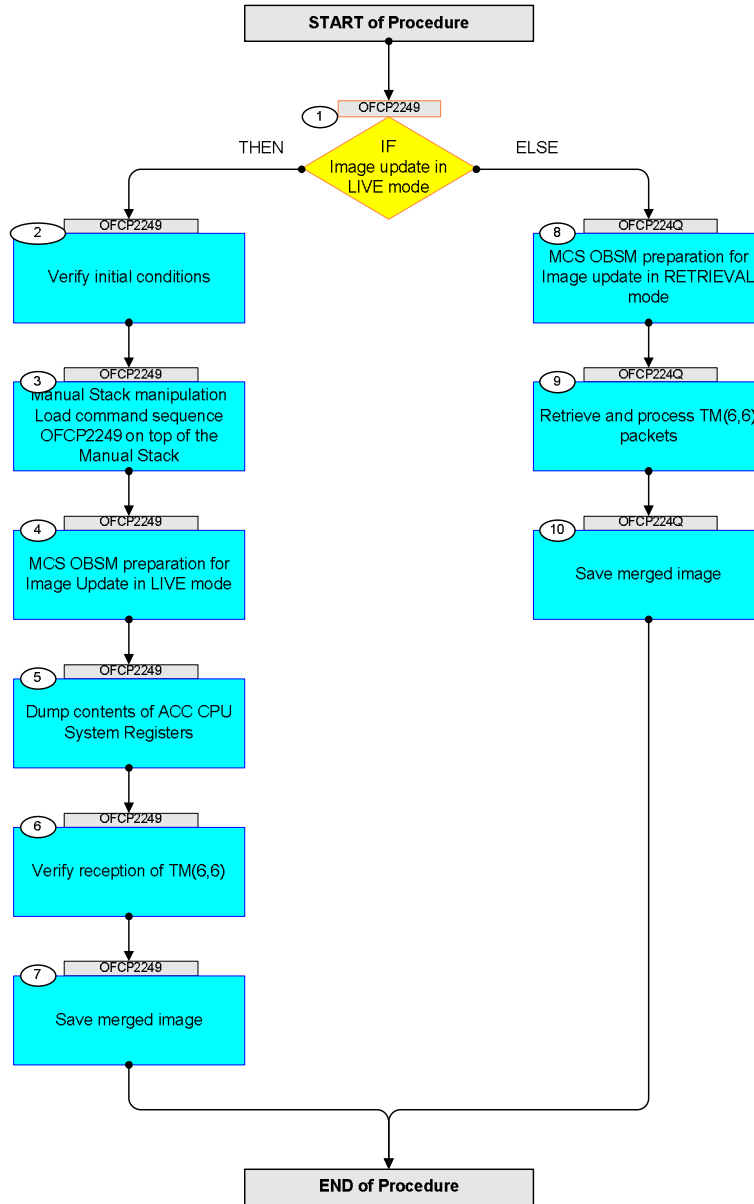 START of Procedure
OFCP2249
1
IF
Image update in
LIVE mode
THEN
ELSE
OFCP2249
2
Verify initial conditions
OFCP2249
3
Manual Stack manipulation
Load command sequence
OFCP2249 on top of the
Manual Stack
OFCP2249
4
MCS OBSM preparation for
Image Update in LIVE mode
OFCP2249
5
Dump contents of ACC CPU
System Registers
OFCP2249
6
Verify reception of TM(6,6)
OFCP2249
7
Save merged image
OFCP224Q
8
MCS OBSM preparation for
Image update in RETRIEVAL
mode
OFCP224Q
9
Retrieve and process TM(6,6)
packets
OFCP224Q
10
Save merged image
END of Procedure